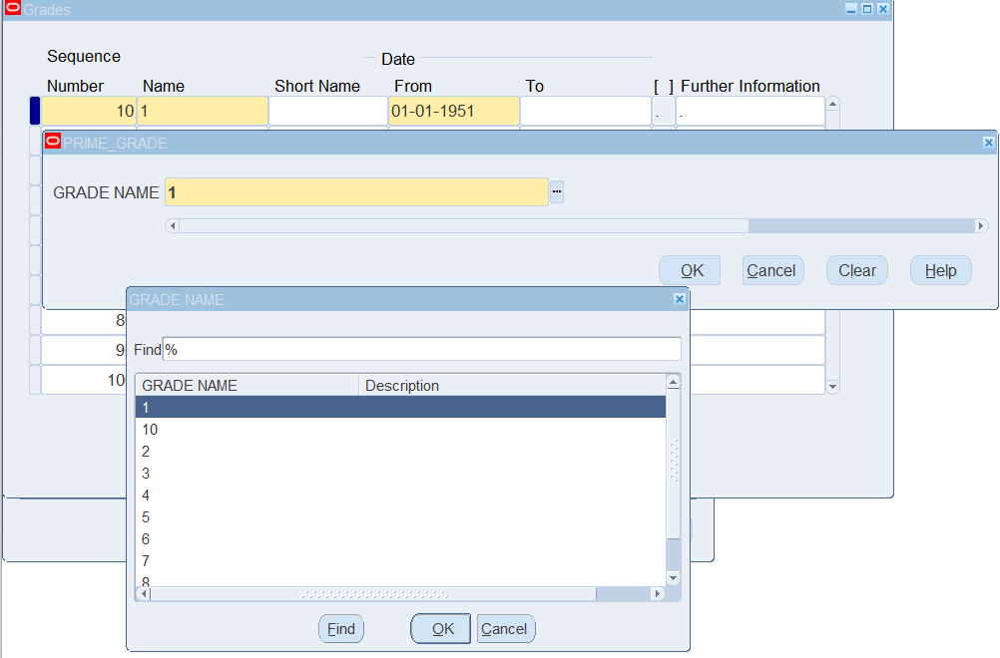 Grades
Sequence
Date
Number Name Short Name From To [ ] Further Information
10 1 01-01-1951 . .
PRIME_GRADE
GRADE NAME 1 ...
OK Cancel Clear Help
GRADE NAME
8
Find %
9
GRADE NAME Description
10
1
10
2
3
4
5
6
7
8
Find OK Cancel